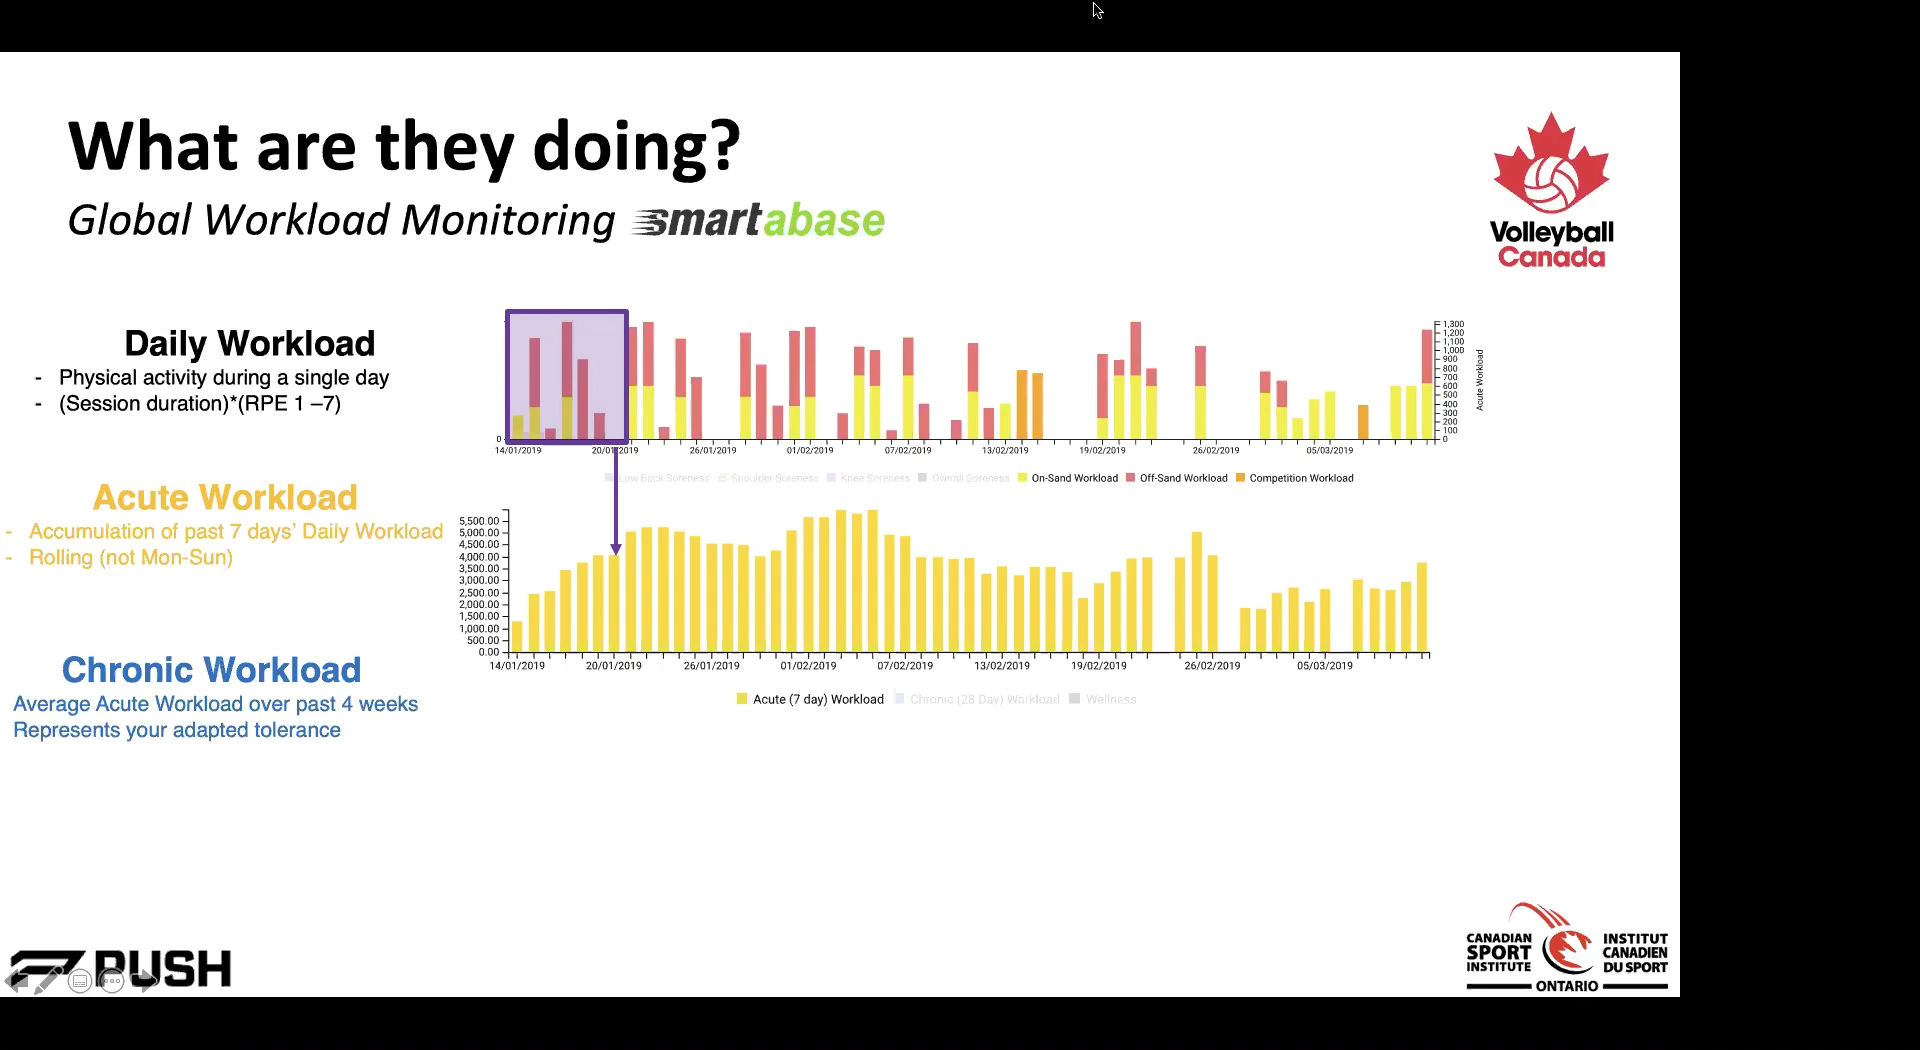 What are they doing?
Global Workload Monitoring smartabase
Volleyball
Canada
Daily Workload
- Physical activity during a single day
- (Session duration)*(RPE 1 –7)
Acute Workload
- Accumulation of past 7 days' Daily Workload
- Rolling (not Mon-Sun)
Chronic Workload
Average Acute Workload over past 4 weeks
Represents your adapted tolerance
1,300
1,200
1,100
1,000
900
800
700
600
500
400
300
200
100
0
Acute Workload
0
14/01/2019 20/01/2019 26/01/2019 01/02/2019 07/02/2019 13/02/2019 19/02/2019 26/02/2019 05/03/2019
Low Back Soreness Shoulder Soreness Knee Soreness Overall Soreness On-Sand Workload Off-Sand Workload Competition Workload
5,500.00
5,000.00
4,500.00
4,000.00
3,500.00
3,000.00
2,500.00
2,000.00
1,500.00
1,000.00
500.00
0.00
14/01/2019 20/01/2019 26/01/2019 01/02/2019 07/02/2019 13/02/2019 19/02/2019 26/02/2019 05/03/2019
Acute (7 day) Workload Chronic (28 Day) Workload Wellness
PUSH
CANADIAN
SPORT
INSTITUTE
INSTITUT
CANADIEN
DU SPORT
ONTARIO